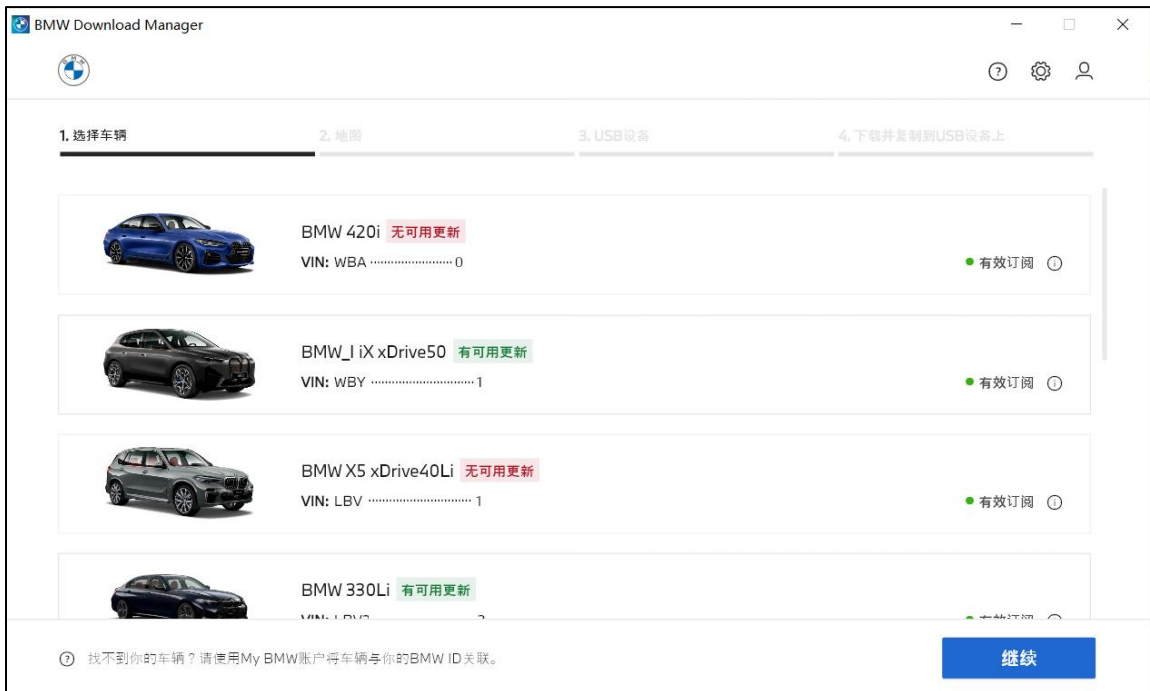 BMW Download Manager
1. 选择车辆
2. 地图
3. USB设备
4. 下载并复制到USB设备上
BMW 420i 无可用更新
VIN: WBA ························ 0
有效订阅
BMW_I iX xDrive50 有可用更新
VIN: WBY ······························ 1
有效订阅
BMW X5 xDrive40Li 无可用更新
VIN: LBV ······························ 1
有效订阅
BMW 330Li 有可用更新
找不到你的车辆？请使用My BMW账户将车辆与你的BMW ID关联。
继续